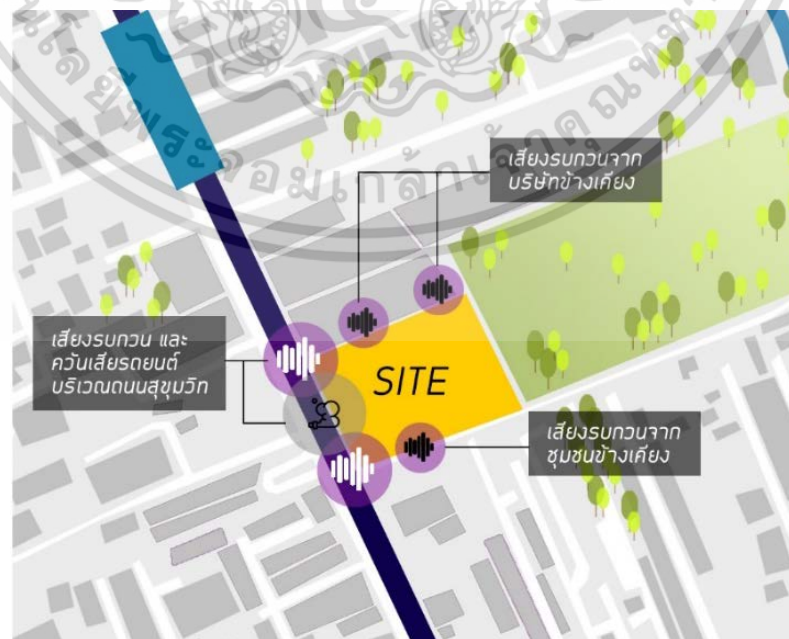 เสียงรบกวนจาก
บริษัทข้างเคียง
เสียงรบกวน และ
ควันเสียรถยนต์
บริเวณถนนสุขุมวิท
SITE
เสียงรบกวนจาก
ชุมชนข้างเคียง